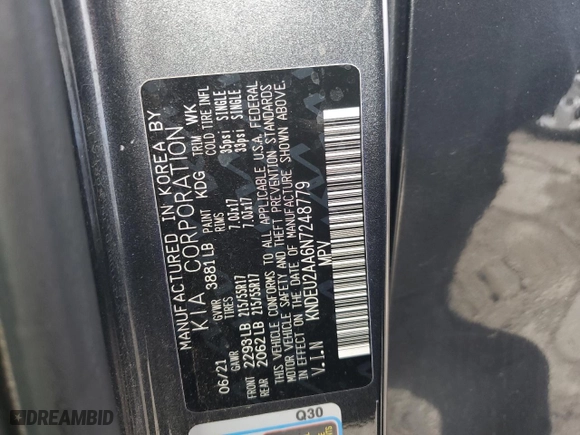 MANUFACTURED IN KOREA BY
KIA CORPORATION
06/21 GVWR 3881LB PAINT KDG TRIM WK
GAWR TIRES RIMS COLD TIRE INFL
FRONT 2293LB 215/55R17 7.0Jx17 35psi SINGLE
REAR 2062LB 215/55R17 7.0Jx17 33psi SINGLE
THIS VEHICLE CONFORMS TO ALL APPLICABLE U.S.A. FEDERAL
MOTOR VEHICLE SAFETY AND THEFT PREVENTION STANDARDS
IN EFFECT ON THE DATE OF MANUFACTURE SHOWN ABOVE.
V.I.N KNDEU2AA6N7248779
MPV
Q30
DREAMBID